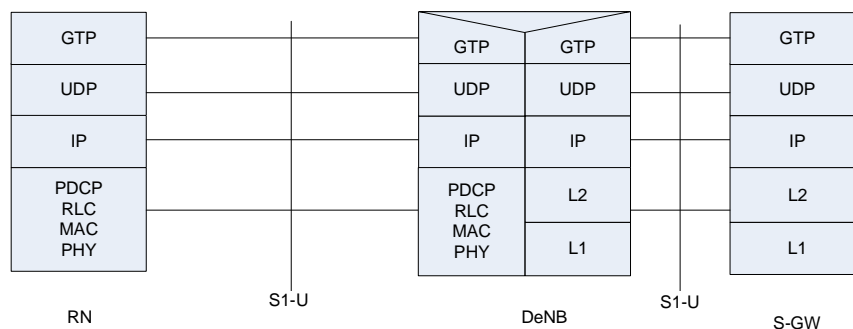 GTP
UDP
IP
PDCP
RLC
MAC
PHY
RN
S1-U
GTP
GTP
UDP
UDP
IP
IP
PDCP
RLC
MAC
PHY
L2
L1
DeNB
S1-U
GTP
UDP
IP
L2
L1
S-GW